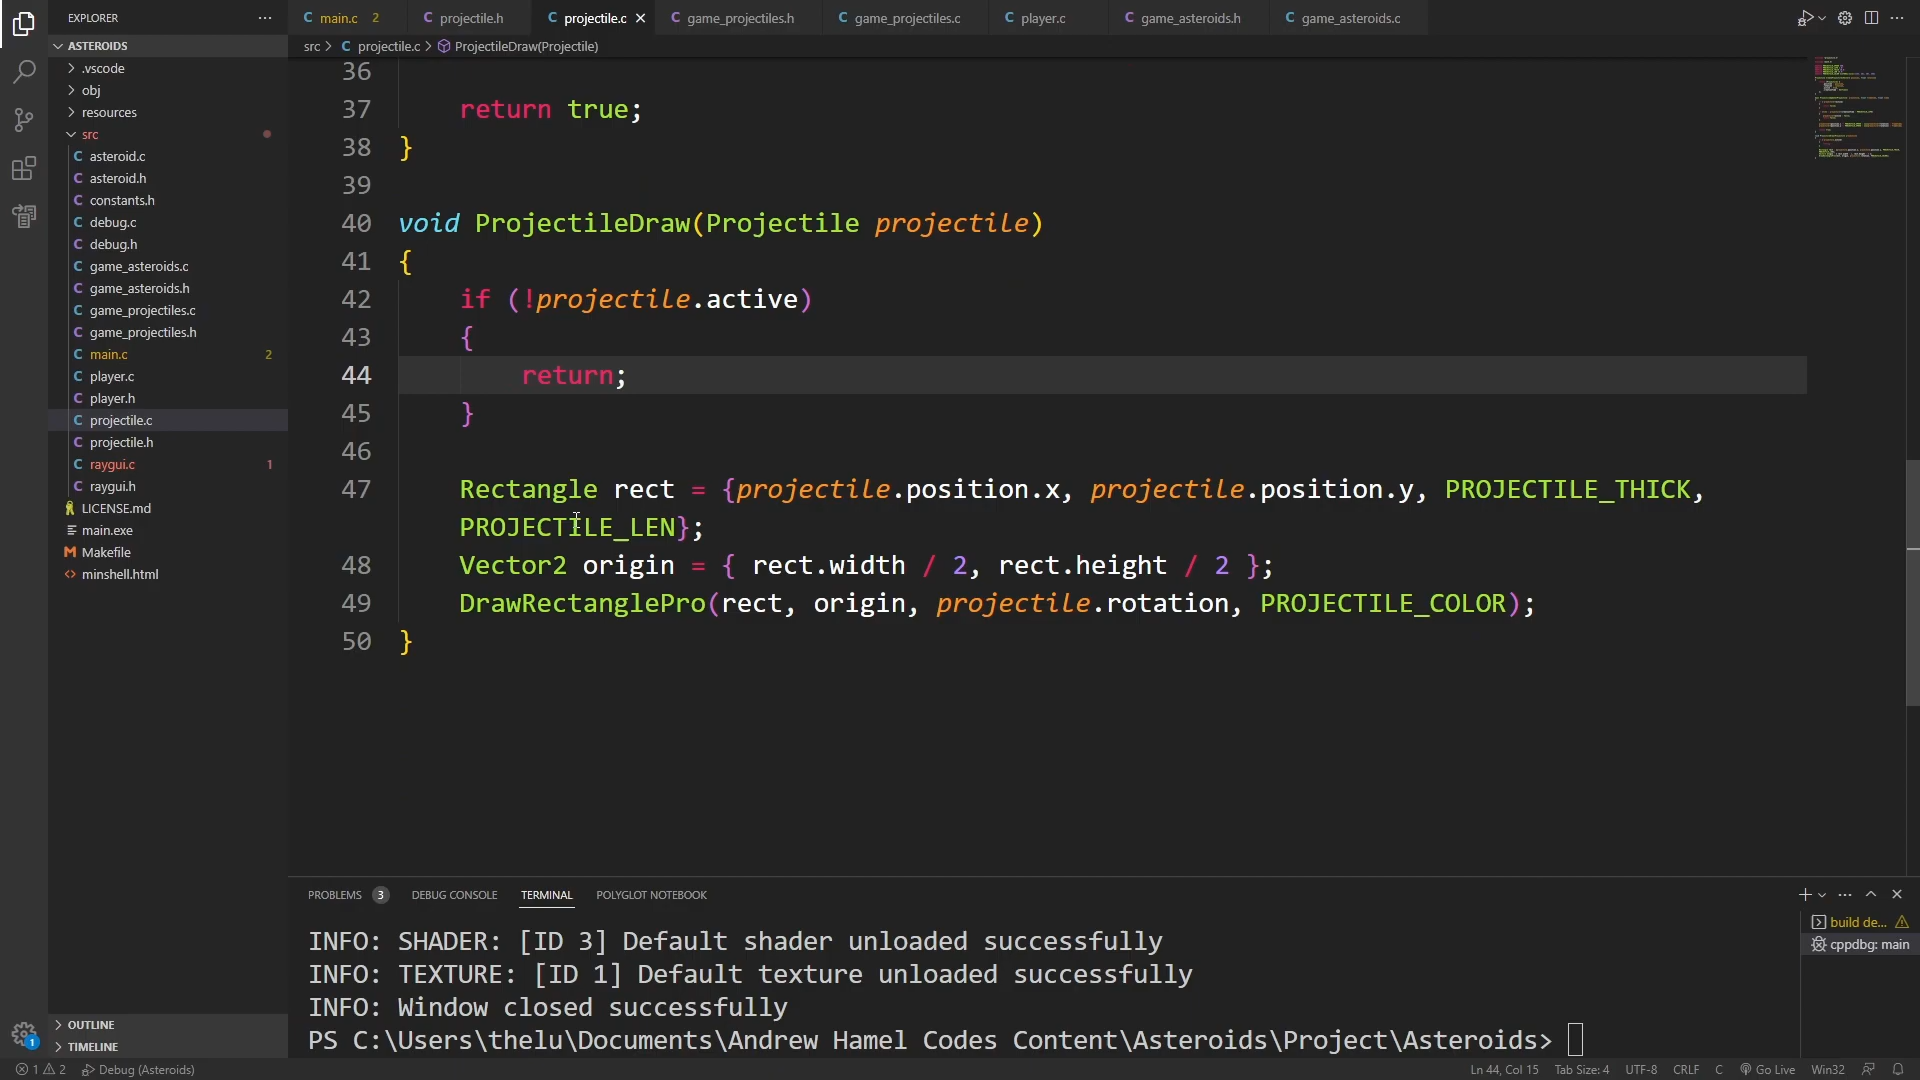 EXPLORER
ASTEROIDS
.vscode
obj
resources
src
asteroid.c
asteroid.h
constants.h
debug.c
debug.h
game_asteroids.c
game_asteroids.h
game_projectiles.c
game_projectiles.h
main.c 2
player.c
player.h
projectile.c
projectile.h
raygui.c 1
raygui.h
LICENSE.md
main.exe
Makefile
minshell.html
OUTLINE
TIMELINE
main.c 2 projectile.h projectile.c game_projectiles.h game_projectiles.c player.c game_asteroids.h game_asteroids.c
src > projectile.c > ProjectileDraw(Projectile)
36
37 return true;
38 }
39
40 void ProjectileDraw(Projectile projectile)
41 {
42 if (!projectile.active)
43 {
44 return;
45 }
46
47 Rectangle rect = {projectile.position.x, projectile.position.y, PROJECTILE_THICK,
PROJECTILE_LEN};
48 Vector2 origin = { rect.width / 2, rect.height / 2 };
49 DrawRectanglePro(rect, origin, projectile.rotation, PROJECTILE_COLOR);
50 }
PROBLEMS 3 DEBUG CONSOLE TERMINAL POLYGLOT NOTEBOOK
INFO: SHADER: [ID 3] Default shader unloaded successfully
INFO: TEXTURE: [ID 1] Default texture unloaded successfully
INFO: Window closed successfully
PS C:\Users\thelu\Documents\Andrew Hamel Codes Content\Asteroids\Project\Asteroids>
build de...
cppdbg: main
1
1 2 Debug (Asteroids) Ln 44, Col 15 Tab Size: 4 UTF-8 CRLF C Go Live Win32